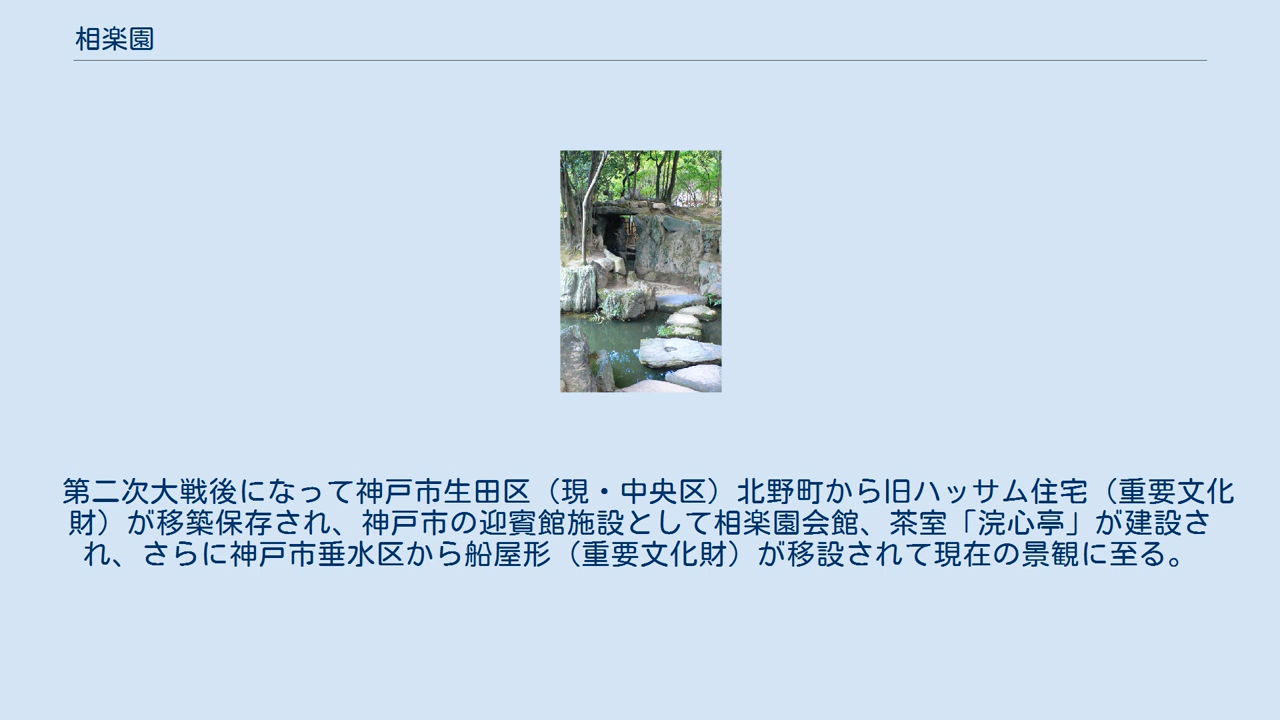 相楽園
第二次大戦後になって神戸市生田区（現・中央区）北野町から旧ハッサム住宅（重要文化
財）が移築保存され、神戸市の迎賓館施設として相楽園会館、茶室「浣心亭」が建設さ
れ、さらに神戸市垂水区から船屋形（重要文化財）が移設されて現在の景観に至る。